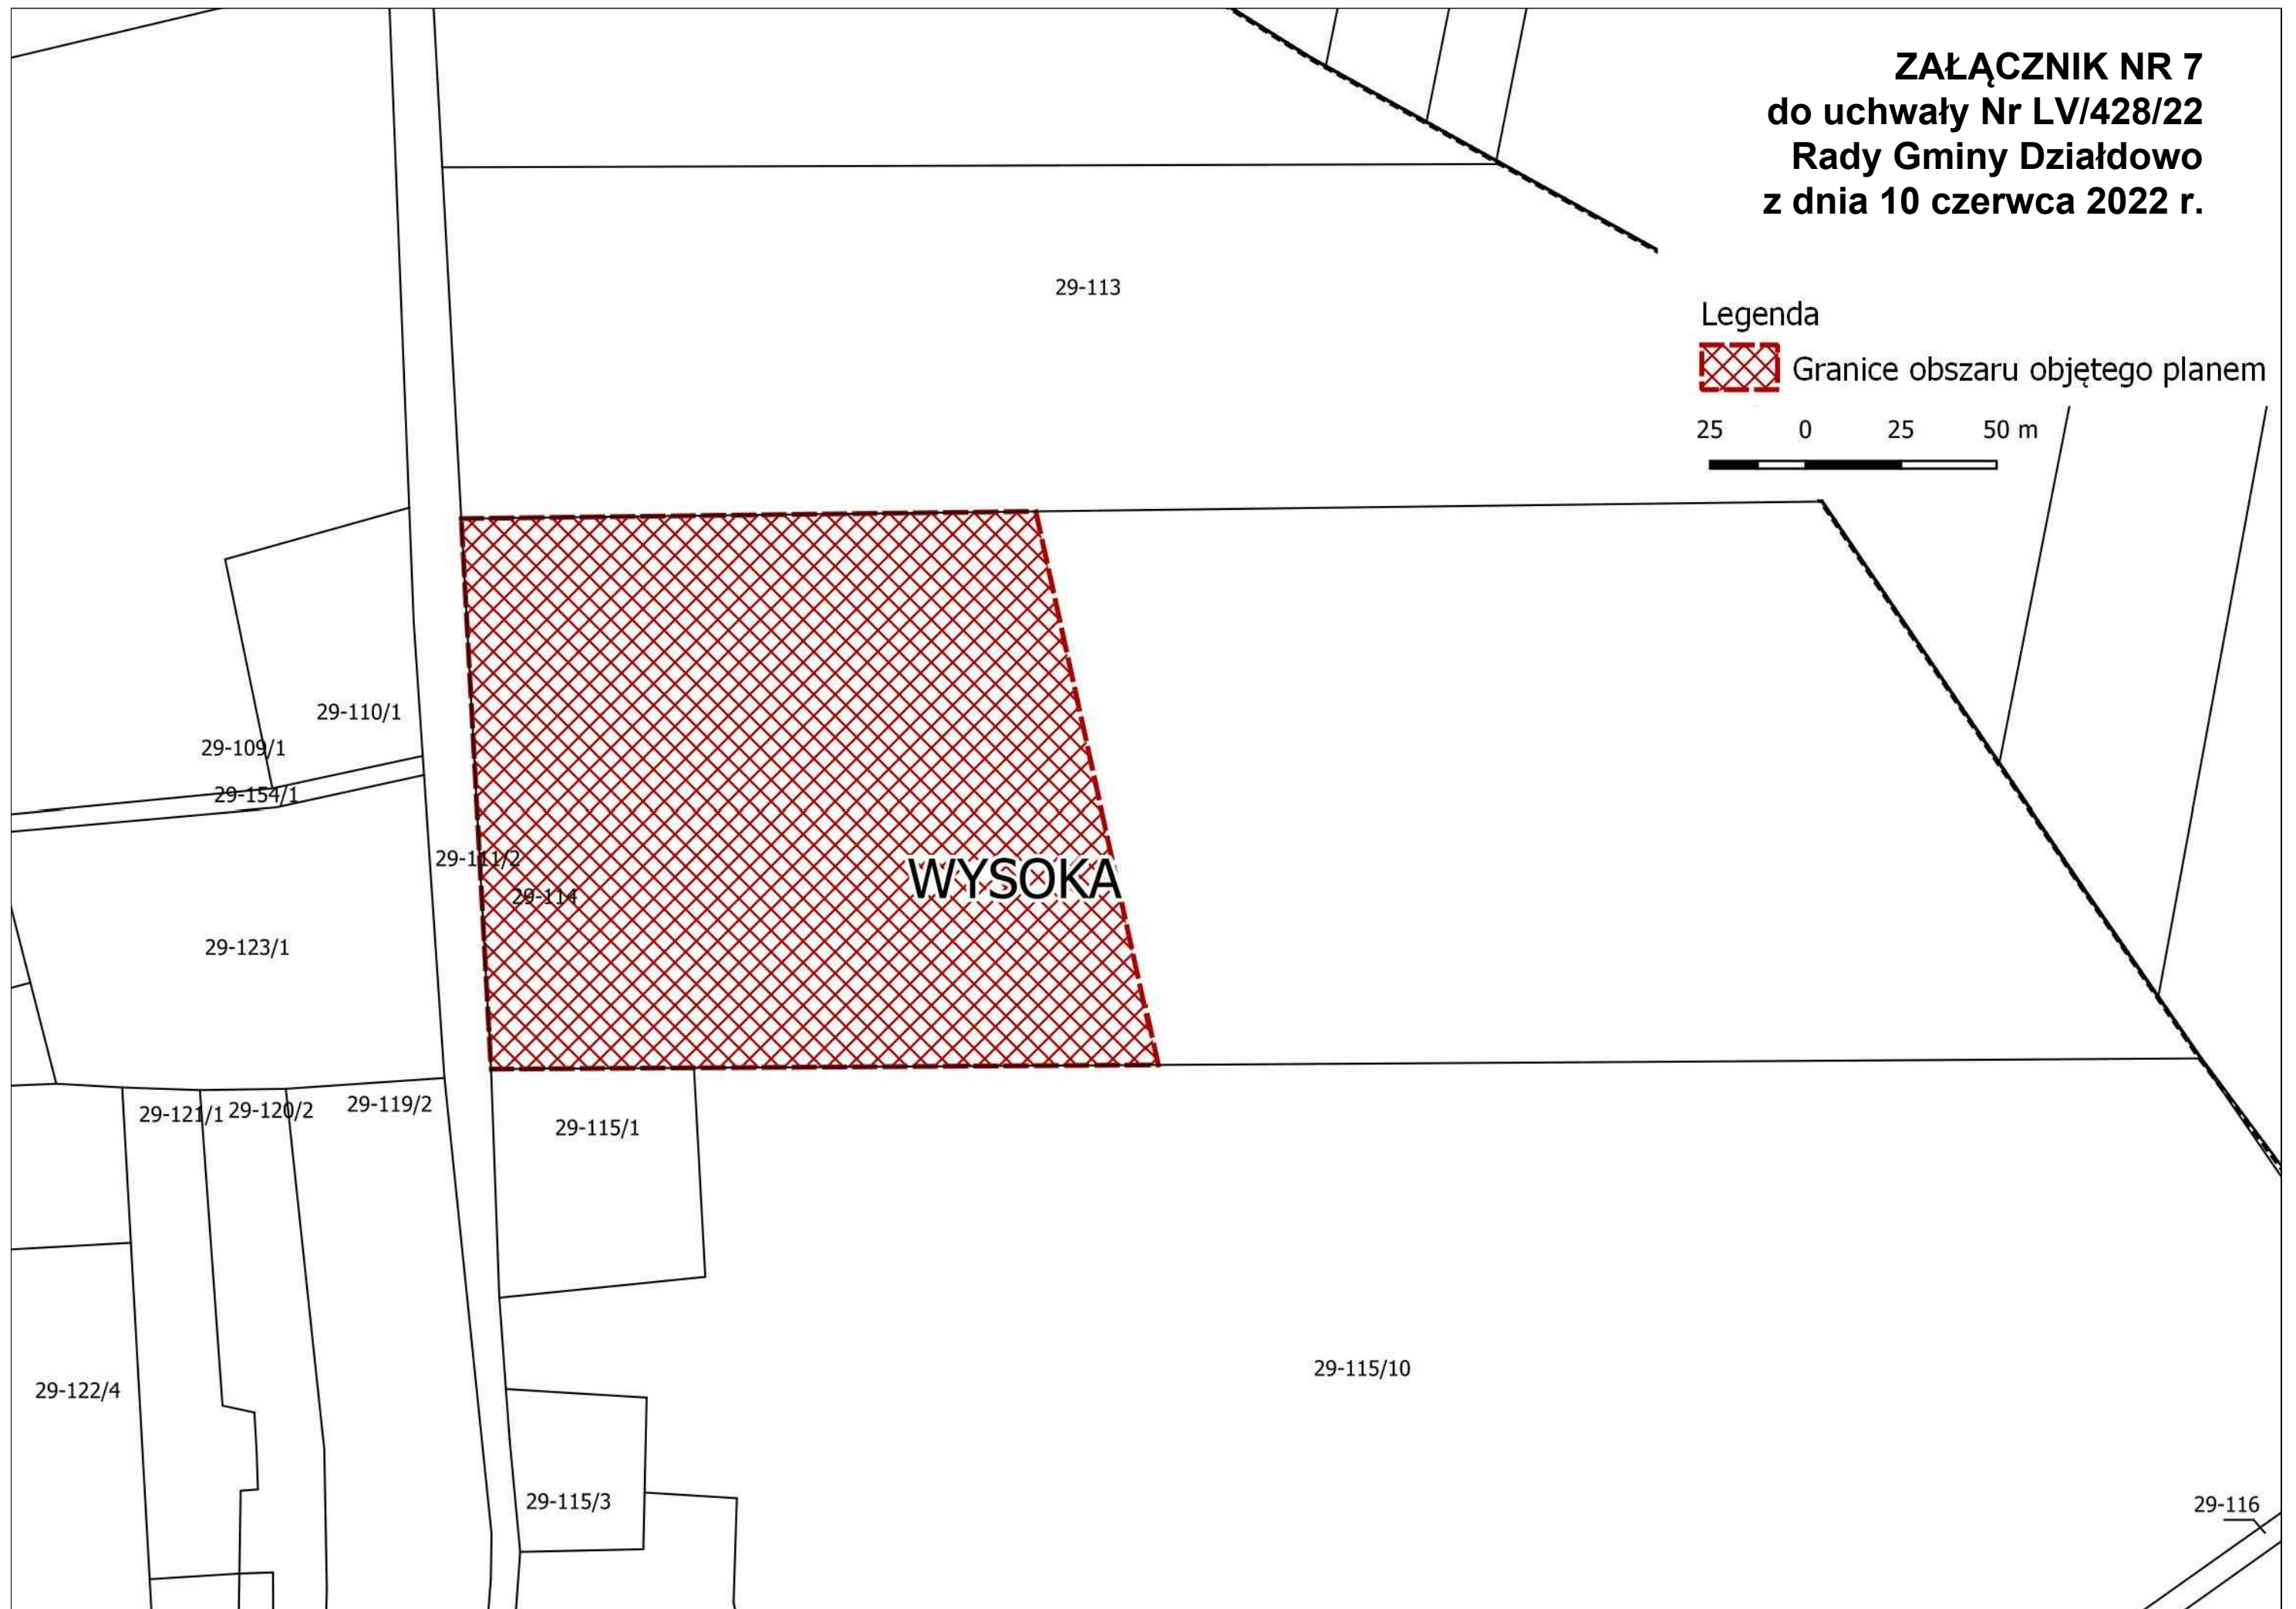 ZAŁĄCZNIK NR 7
do uchwały Nr LV/428/22
Rady Gminy Działdowo
z dnia 10 czerwca 2022 r.
29-113
Legenda
Granice obszaru objętego planem
25 0 25 50 m
29-110/1
29-109/1
29-154/1
29-111/2
WYSOKA
29-114
29-123/1
29-121/1 29-120/2 29-119/2
29-115/1
29-115/10
29-122/4
29-115/3
29-116